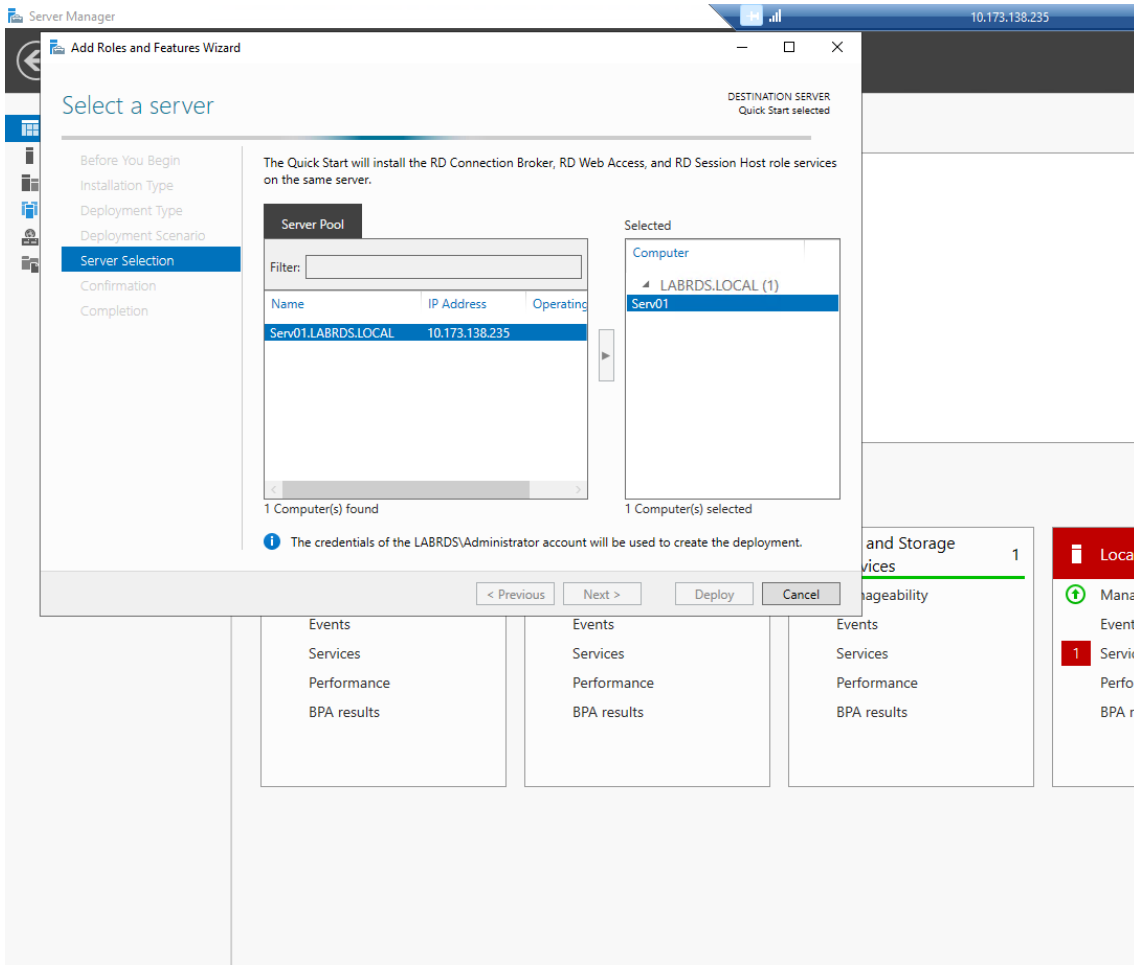 Server Manager
10.173.138.235
Add Roles and Features Wizard
Select a server
DESTINATION SERVER
Quick Start selected
Before You Begin
Installation Type
Deployment Type
Deployment Scenario
Server Selection
Confirmation
Completion
The Quick Start will install the RD Connection Broker, RD Web Access, and RD Session Host role services
on the same server.
Server Pool
Filter:
Name IP Address Operating
Serv01.LABRDS.LOCAL 10.173.138.235
1 Computer(s) found
Selected
Computer
LABRDS.LOCAL (1)
Serv01
1 Computer(s) selected
The credentials of the LABRDS\Administrator account will be used to create the deployment.
< Previous Next > Deploy Cancel
Events
Services
Performance
BPA results
Events
Services
Performance
BPA results
and Storage 1
vices
nageability
Events
Services
Performance
BPA results
Loca
Mana
Event
1 Servic
Perfo
BPA r